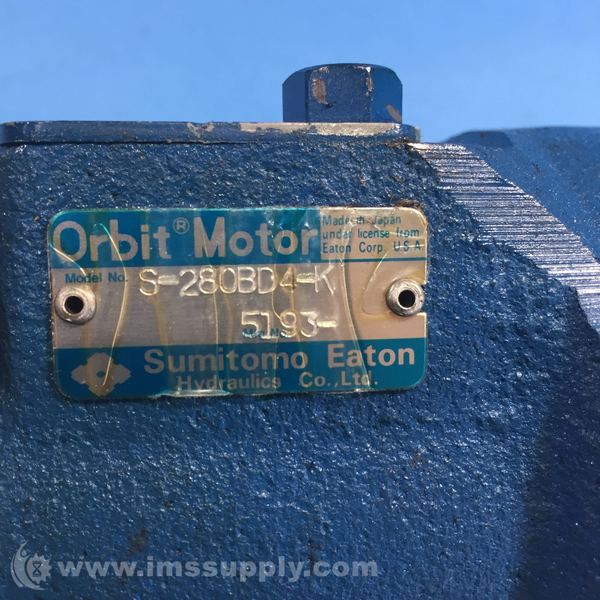 Orbit® Motor
Made in Japan
under license from
Eaton Corp. U.S.A
Model No. S-280BD4-K
5193-
Sumitomo Eaton
Hydraulics Co.,Ltd.
www.imssupply.com